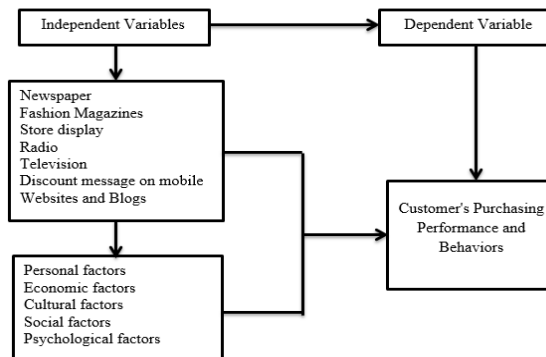 Independent Variables
Dependent Variable
Newspaper
Fashion Magazines
Store display
Radio
Television
Discount message on mobile
Websites and Blogs
Customer's Purchasing
Performance and
Behaviors
Personal factors
Economic factors
Cultural factors
Social factors
Psychological factors